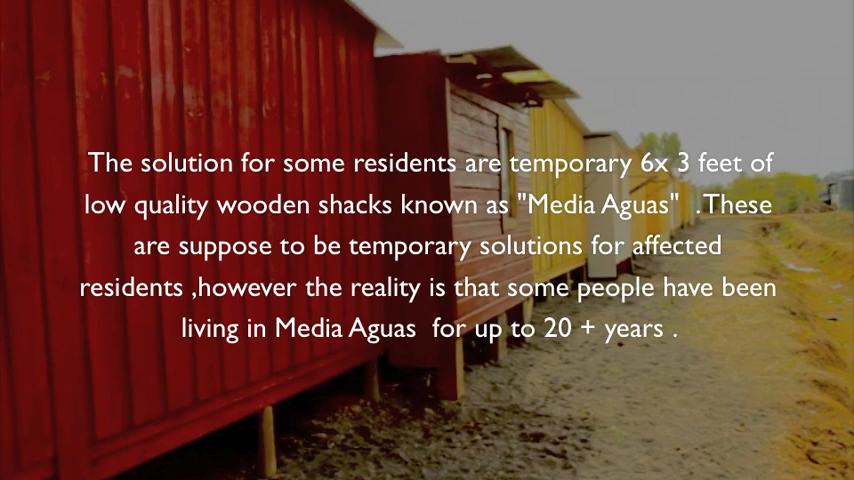 The solution for some residents are temporary 6x 3 feet of
low quality wooden shacks known as "Media Aguas"  .These
are suppose to be temporary solutions for affected
residents ,however the reality is that some people have been
living in Media Aguas  for up to 20 + years .